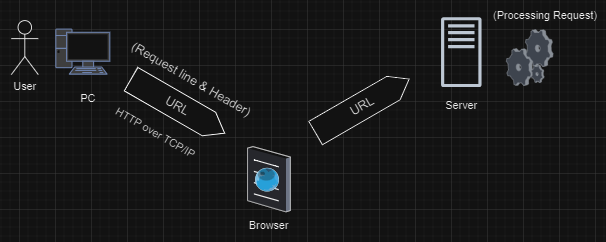 (Processing Request)
(Request line & Header)
User
PC
URL
URL
Server
HTTP over TCP/IP
Browser